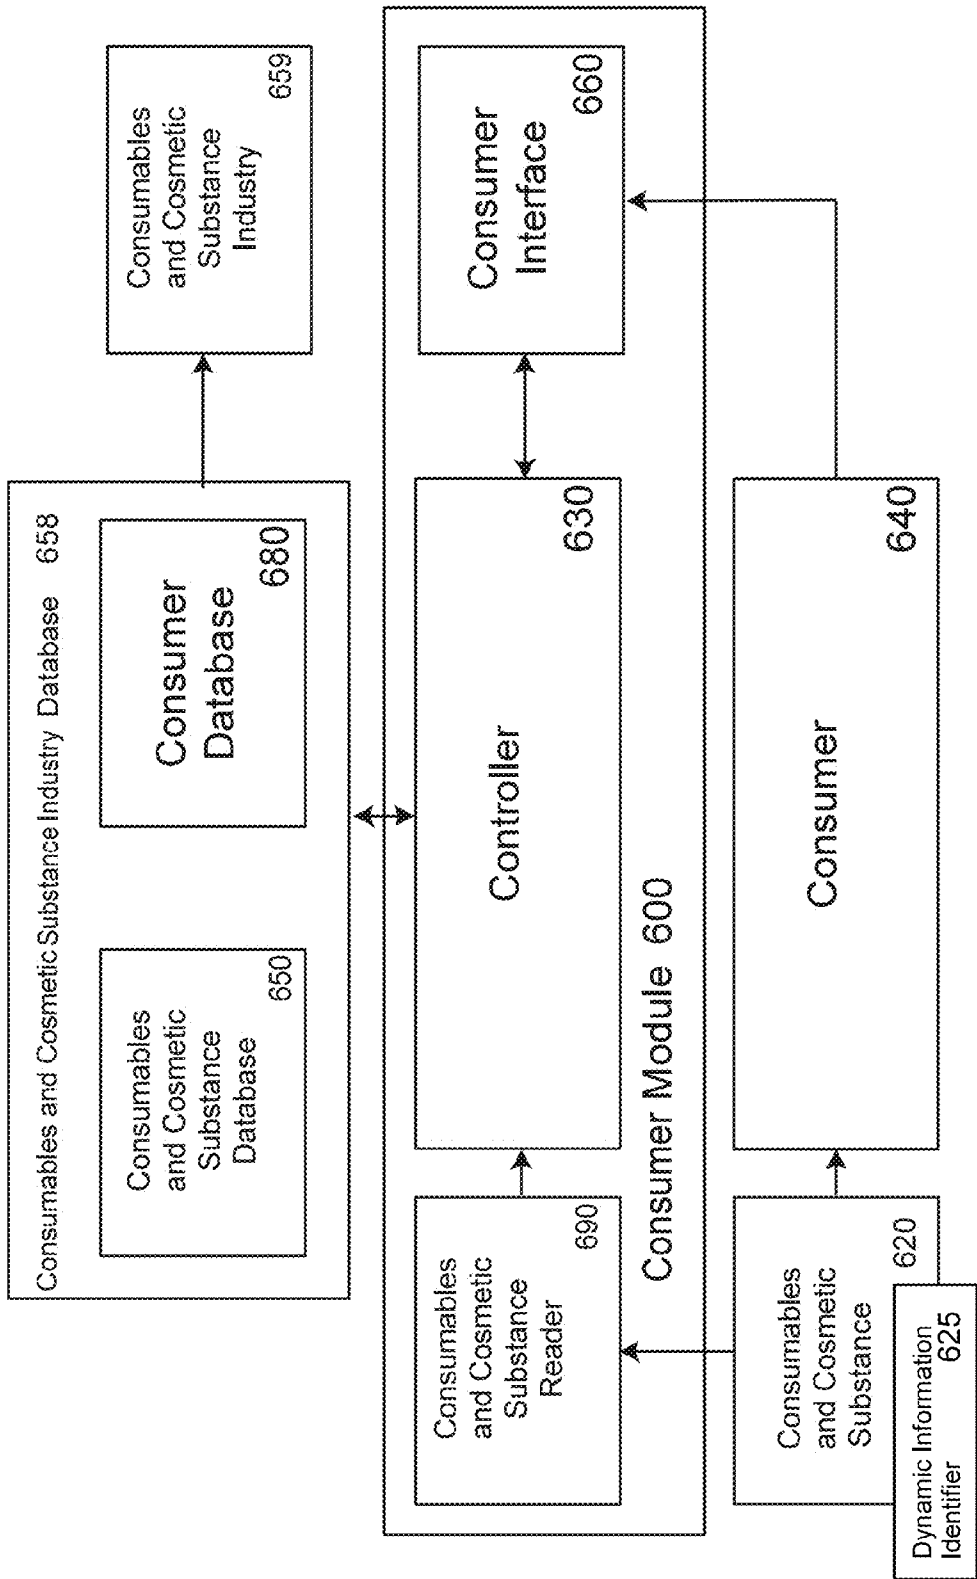 Consumables and Cosmetic Substance Industry Database 658
Consumables
and Cosmetic
Substance
Database
650
Consumer
Database
680
Consumables
and Cosmetic
Substance
Industry
659
Consumables
and Cosmetic
Substance
Reader
690
Controller
630
Consumer
Interface
660
Consumer Module 600
Consumables
and Cosmetic
Substance
620
Dynamic Information
Identifier 625
Consumer
640